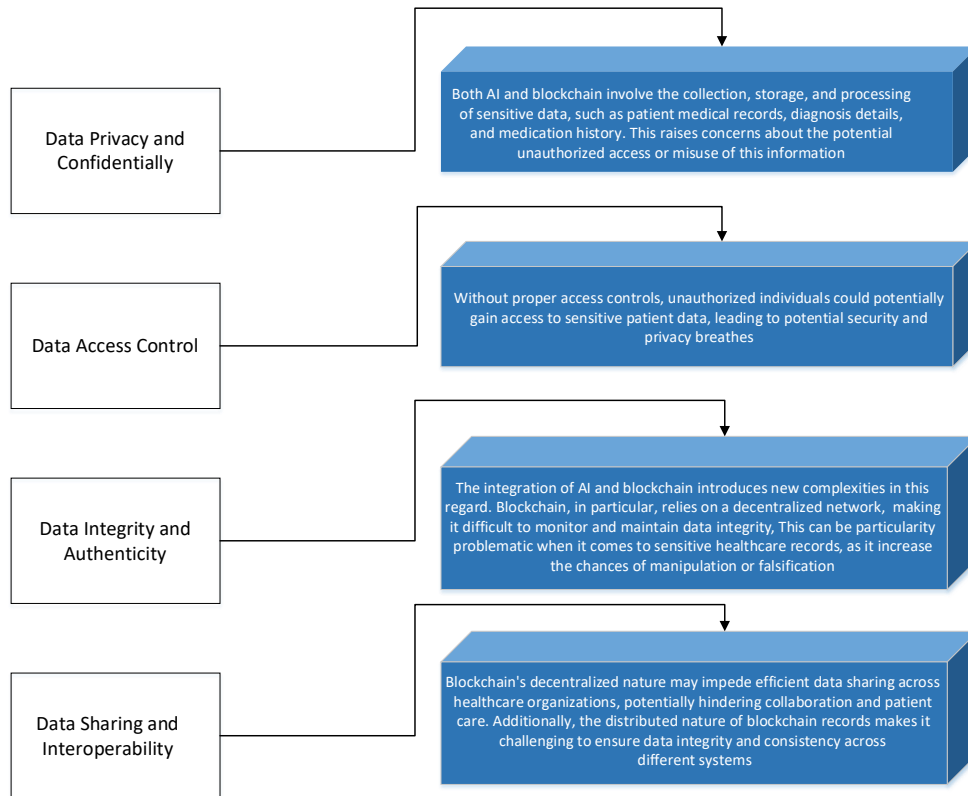 Data Privacy and
Confidentially
Both AI and blockchain involve the collection, storage, and processing
of sensitive data, such as patient medical records, diagnosis details,
and medication history. This raises concerns about the potential
unauthorized access or misuse of this information
Data Access Control
Without proper access controls, unauthorized individuals could potentially
gain access to sensitive patient data, leading to potential security and
privacy breathes
Data Integrity and
Authenticity
The integration of AI and blockchain introduces new complexities in this
regard. Blockchain, in particular, relies on a decentralized network, making
it difficult to monitor and maintain data integrity, This can be particularity
problematic when it comes to sensitive healthcare records, as it increase
the chances of manipulation or falsification
Data Sharing and
Interoperability
Blockchain's decentralized nature may impede efficient data sharing across
healthcare organizations, potentially hindering collaboration and patient
care. Additionally, the distributed nature of blockchain records makes it
challenging to ensure data integrity and consistency across
different systems